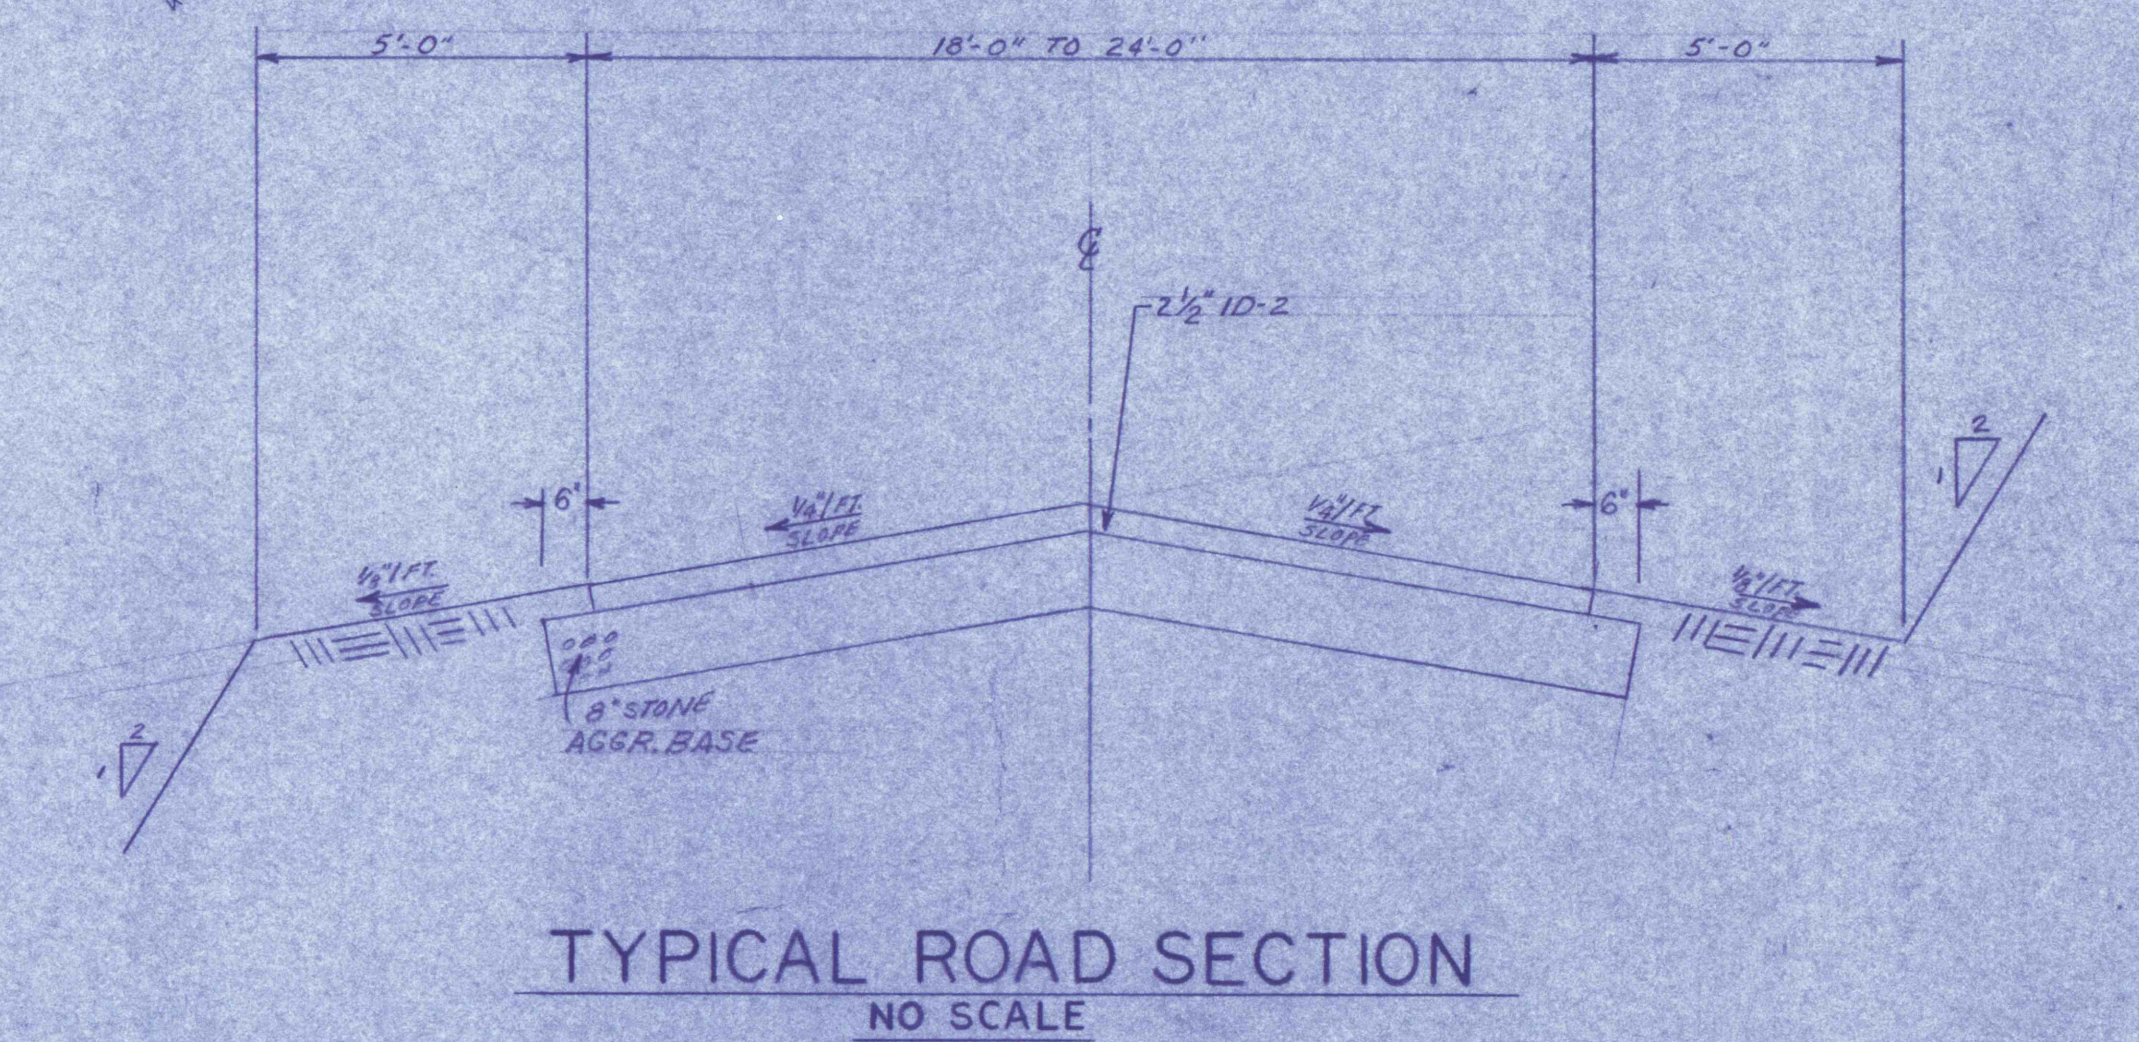 5'-0" 18'-0" TO 24'-0" 5'-0"
℄
2½" ID-2
2
1
6" ¼"/FT. ¼"/FT. 6"
SLOPE SLOPE
⅛"/FT. ⅛"/FT.
SLOPE SLOPE
8" STONE
AGGR. BASE
2
1
TYPICAL ROAD SECTION
NO SCALE